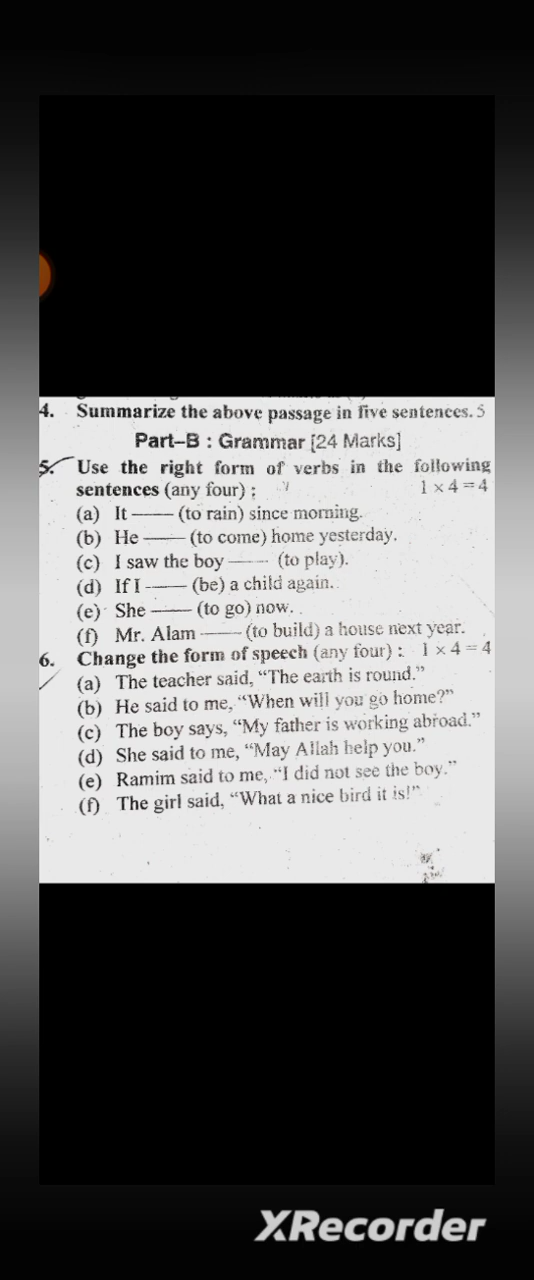 4. Summarize the above passage in five sentences. 5
Part–B : Grammar [24 Marks]
5. Use the right form of verbs in the following
sentences (any four) : 1 × 4 = 4
(a) It —— (to rain) since morning.
(b) He —— (to come) home yesterday.
(c) I saw the boy —— (to play).
(d) If I —— (be) a child again.
(e) She —— (to go) now.
(f) Mr. Alam —— (to build) a house next year.
6. Change the form of speech (any four) : 1 × 4 = 4
(a) The teacher said, “The earth is round.”
(b) He said to me, “When will you go home?”
(c) The boy says, “My father is working abroad.”
(d) She said to me, “May Allah help you.”
(e) Ramim said to me, “I did not see the boy.”
(f) The girl said, “What a nice bird it is!”
XRecorder